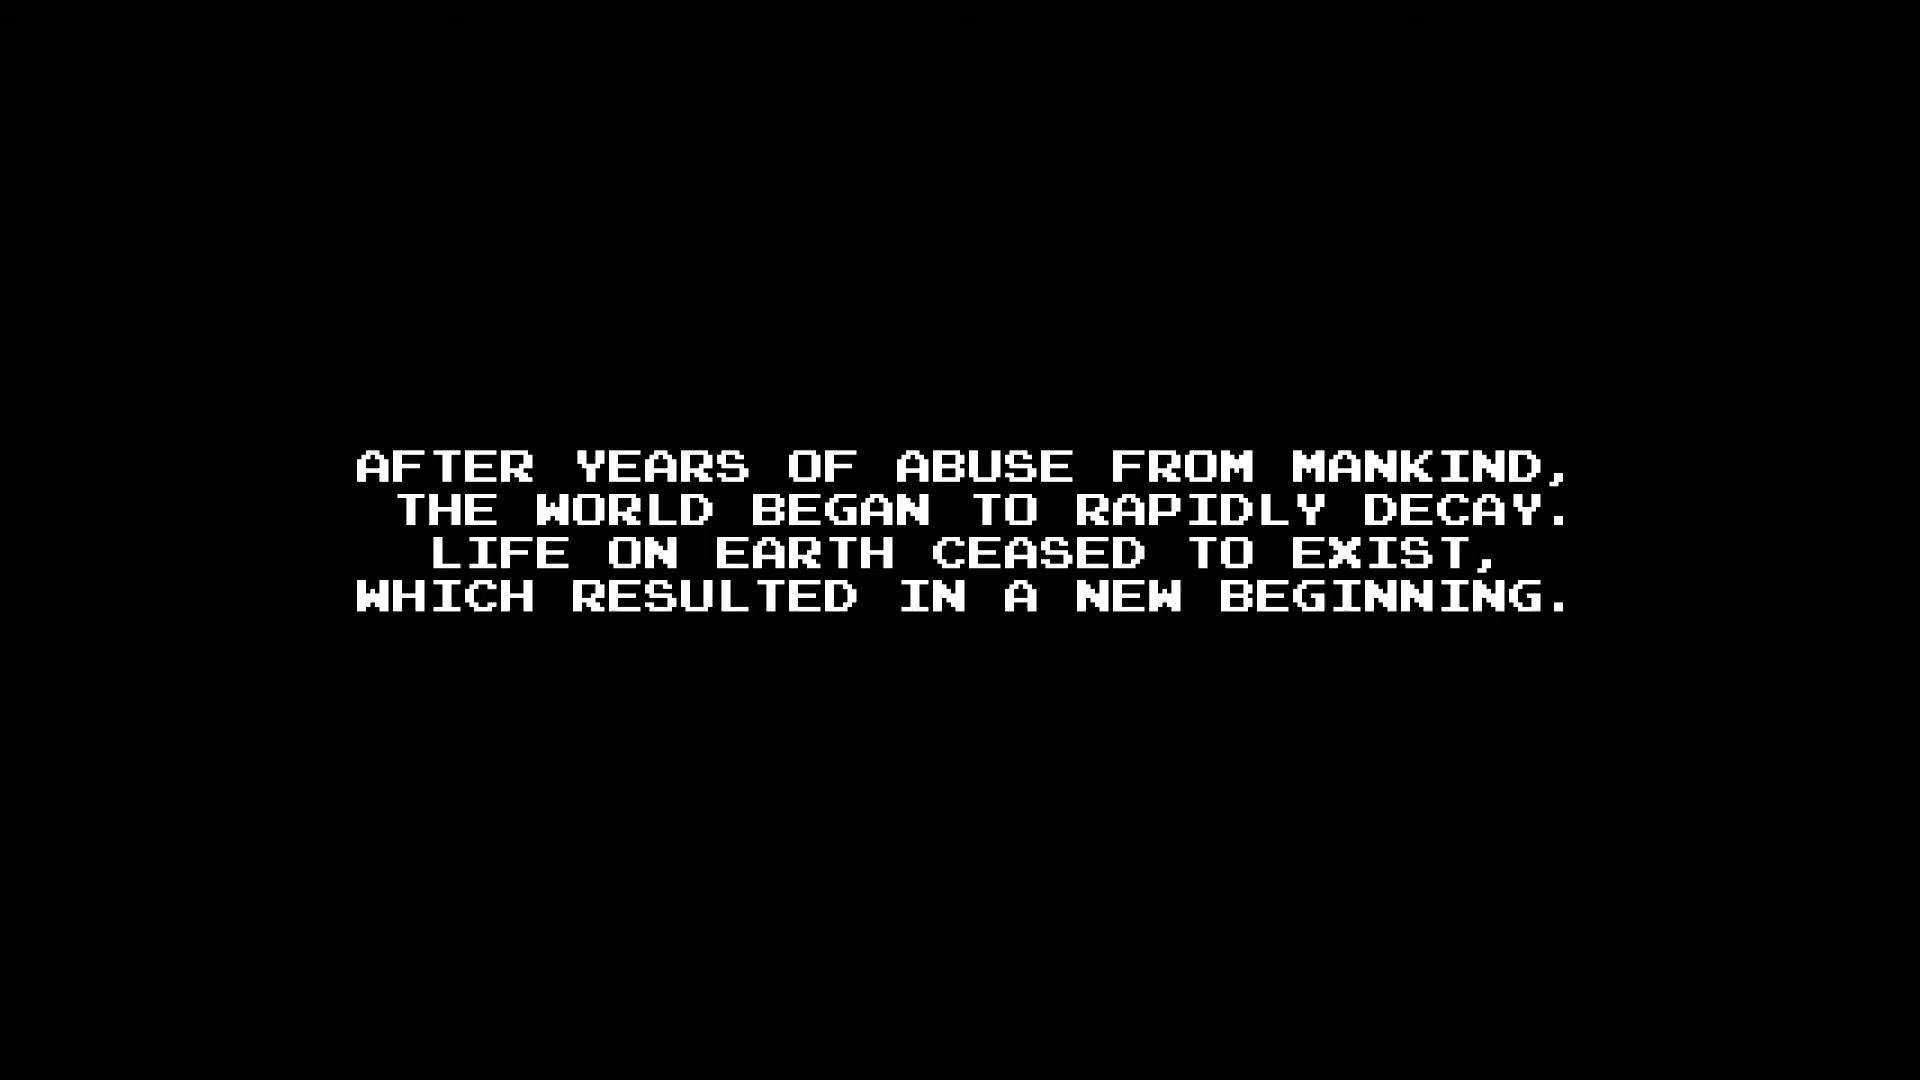 AFTER YEARS OF ABUSE FROM MANKIND,
THE WORLD BEGAN TO RAPIDLY DECAY.
LIFE ON EARTH CEASED TO EXIST,
WHICH RESULTED IN A NEW BEGINNING.